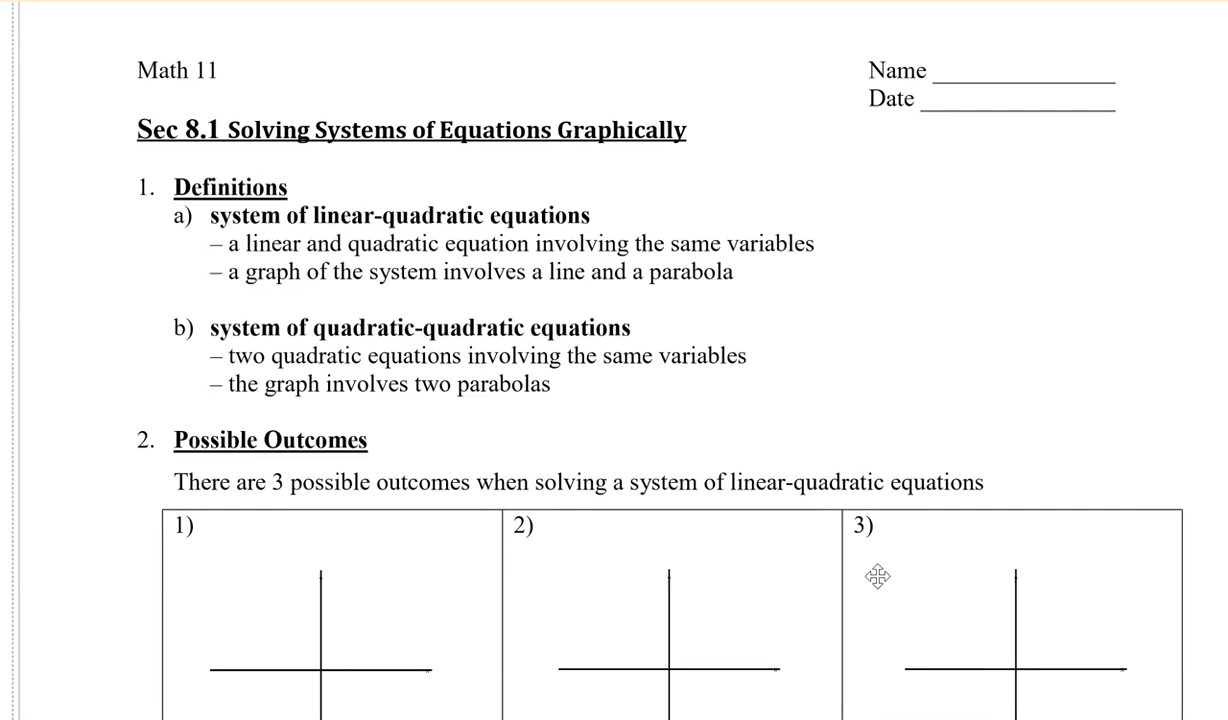 Math 11
Name
Date
Sec 8.1 Solving Systems of Equations Graphically
1. Definitions
a) system of linear-quadratic equations
– a linear and quadratic equation involving the same variables
– a graph of the system involves a line and a parabola
b) system of quadratic-quadratic equations
– two quadratic equations involving the same variables
– the graph involves two parabolas
2. Possible Outcomes
There are 3 possible outcomes when solving a system of linear-quadratic equations
1) 2) 3)